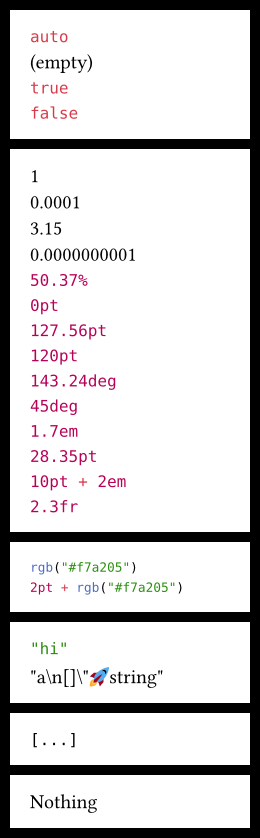 auto
(empty)
true
false
1
0.0001
3.15
0.0000000001
50.37%
0pt
127.56pt
120pt
143.24deg
45deg
1.7em
28.35pt
10pt + 2em
2.3fr
rgb("#f7a205")
2pt + rgb("#f7a205")
"hi"
"a\n[]\"🚀string"
[...]
Nothing